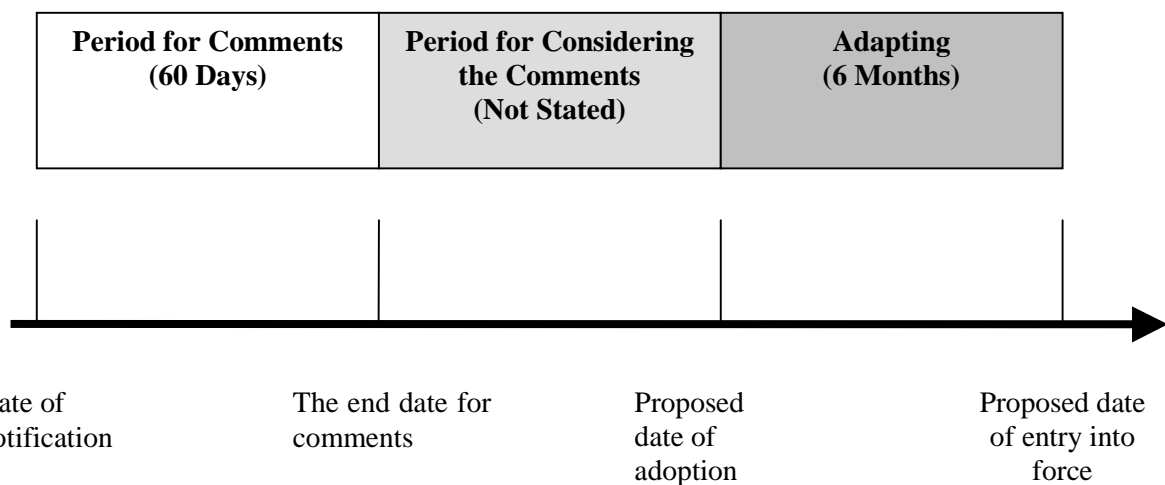 Period for Comments
(60 Days)
Period for Considering
the Comments
(Not Stated)
Adapting
(6 Months)
ate of
otification
The end date for
comments
Proposed
date of
adoption
Proposed date
of entry into
force